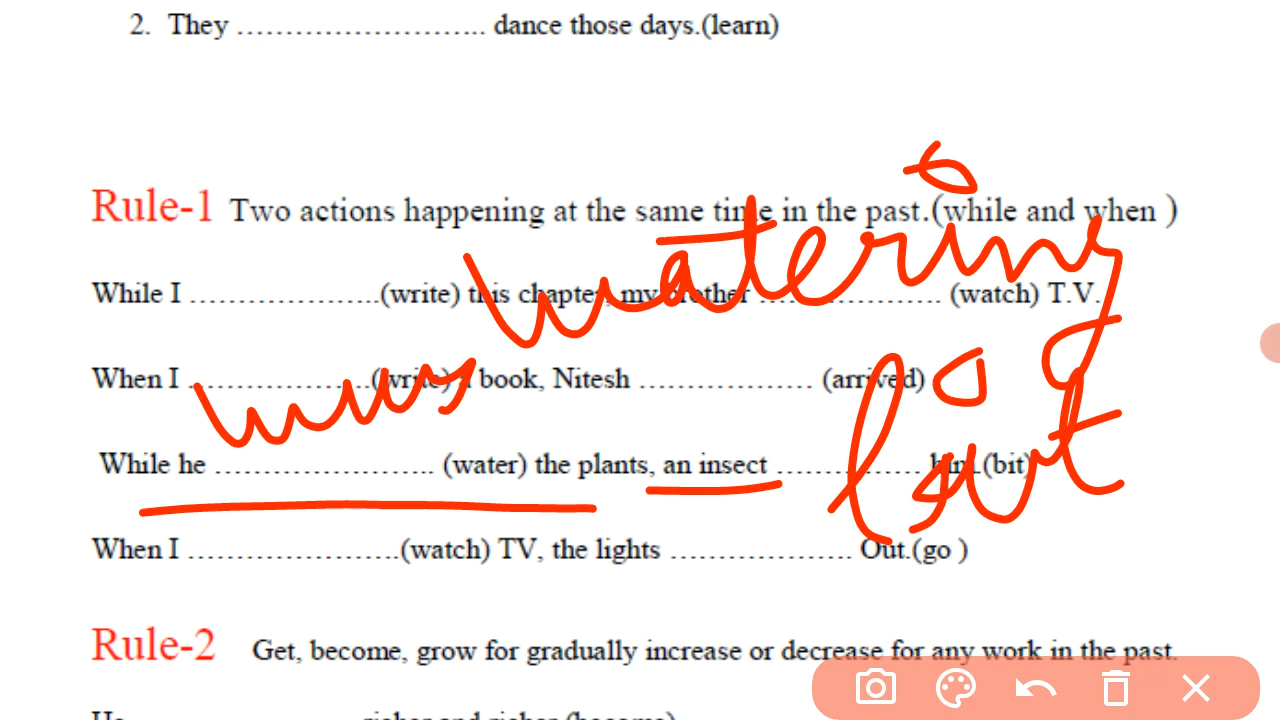 2. They ............................ dance those days.(learn)
Rule-1 Two actions happening at the same time in the past.(while and when )
While I .....................(write) this chapter, my brother .................... (watch) T.V.
When I ....................(write) a book, Nitesh .................. (arrived)
was watering
While he ........................ (water) the plants, an insect ............... him.(bit)
When I .......................(watch) TV, the lights ................... Out.(go )
Rule-2 Get, become, grow for gradually increase or decrease for any work in the past.